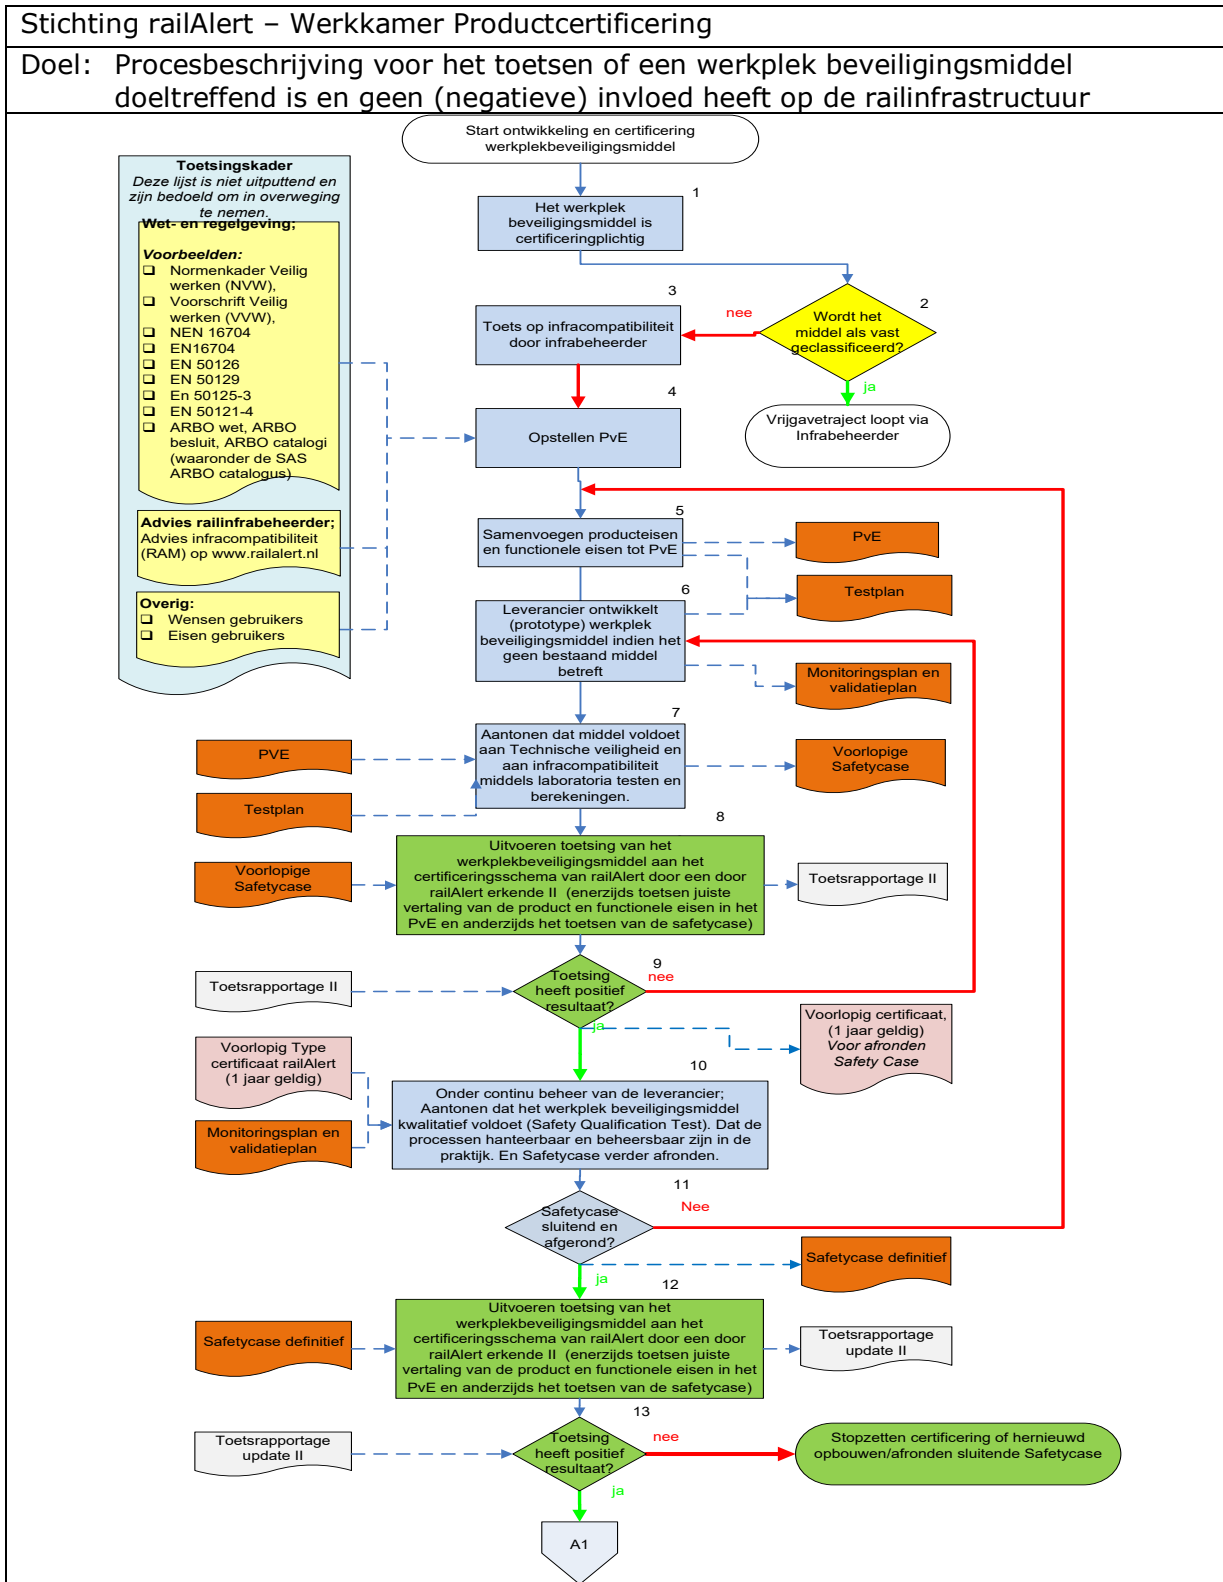 Stichting railAlert – Werkkamer Productcertificering
Doel: Procesbeschrijving voor het toetsen of een werkplek beveiligingsmiddel
doeltreffend is en geen (negatieve) invloed heeft op de railinfrastructuur
Start ontwikkeling en certificering
werkplekbeveiligingsmiddel
Toetsingskader
Deze lijst is niet uitputtend en
zijn bedoeld om in overweging
te nemen.
Wet- en regelgeving;
Voorbeelden:
❑ Normenkader Veilig
werken (NVW),
❑ Voorschrift Veilig
werken (VVW),
❑ NEN 16704
❑ EN16704
❑ EN 50126
❑ EN 50129
❑ En 50125-3
❑ EN 50121-4
❑ ARBO wet, ARBO
besluit, ARBO catalogi
(waaronder de SAS
ARBO catalogus)
Advies railinfrabeheerder;
Advies infracompatibiliteit
(RAM) op www.railalert.nl
Overig:
❑ Wensen gebruikers
❑ Eisen gebruikers
1
Het werkplek
beveiligingsmiddel is
certificeringplichtig
2
Wordt het
middel als vast
geclassificeerd?
nee
ja
3
Toets op infracompatibiliteit
door infrabeheerder
Vrijgavetraject loopt via
Infrabeheerder
4
Opstellen PvE
5
Samenvoegen producteisen
en functionele eisen tot PvE
PvE
Testplan
6
Leverancier ontwikkelt
(prototype) werkplek
beveiligingsmiddel indien het
geen bestaand middel
betreft
Monitoringsplan en
validatieplan
7
Aantonen dat middel voldoet
aan Technische veiligheid en
aan infracompatibiliteit
middels laboratoria testen en
berekeningen.
PVE
Testplan
Voorlopige
Safetycase
8
Uitvoeren toetsing van het
werkplekbeveiligingsmiddel aan het
certificeringsschema van railAlert door een door
railAlert erkende II (enerzijds toetsen juiste
vertaling van de product en functionele eisen in het
PvE en anderzijds het toetsen van de safetycase)
Voorlopige
Safetycase
Toetsrapportage II
9
Toetsing
heeft positief
resultaat?
nee
ja
Toetsrapportage II
Voorlopig certificaat,
(1 jaar geldig)
Voor afronden
Safety Case
Voorlopig Type
certificaat railAlert
(1 jaar geldig)
Monitoringsplan en
validatieplan
10
Onder continu beheer van de leverancier;
Aantonen dat het werkplek beveiligingsmiddel
kwalitatief voldoet (Safety Qualification Test). Dat de
processen hanteerbaar en beheersbaar zijn in de
praktijk. En Safetycase verder afronden.
11
Safetycase
sluitend en
afgerond?
Nee
ja
Safetycase definitief
12
Uitvoeren toetsing van het
werkplekbeveiligingsmiddel aan het
certificeringsschema van railAlert door een door
railAlert erkende II (enerzijds toetsen juiste
vertaling van de product en functionele eisen in het
PvE en anderzijds het toetsen van de safetycase)
Safetycase definitief
Toetsrapportage
update II
13
Toetsing
heeft positief
resultaat?
nee
ja
Toetsrapportage
update II
Stopzetten certificering of hernieuwd
opbouwen/afronden sluitende Safetycase
A1